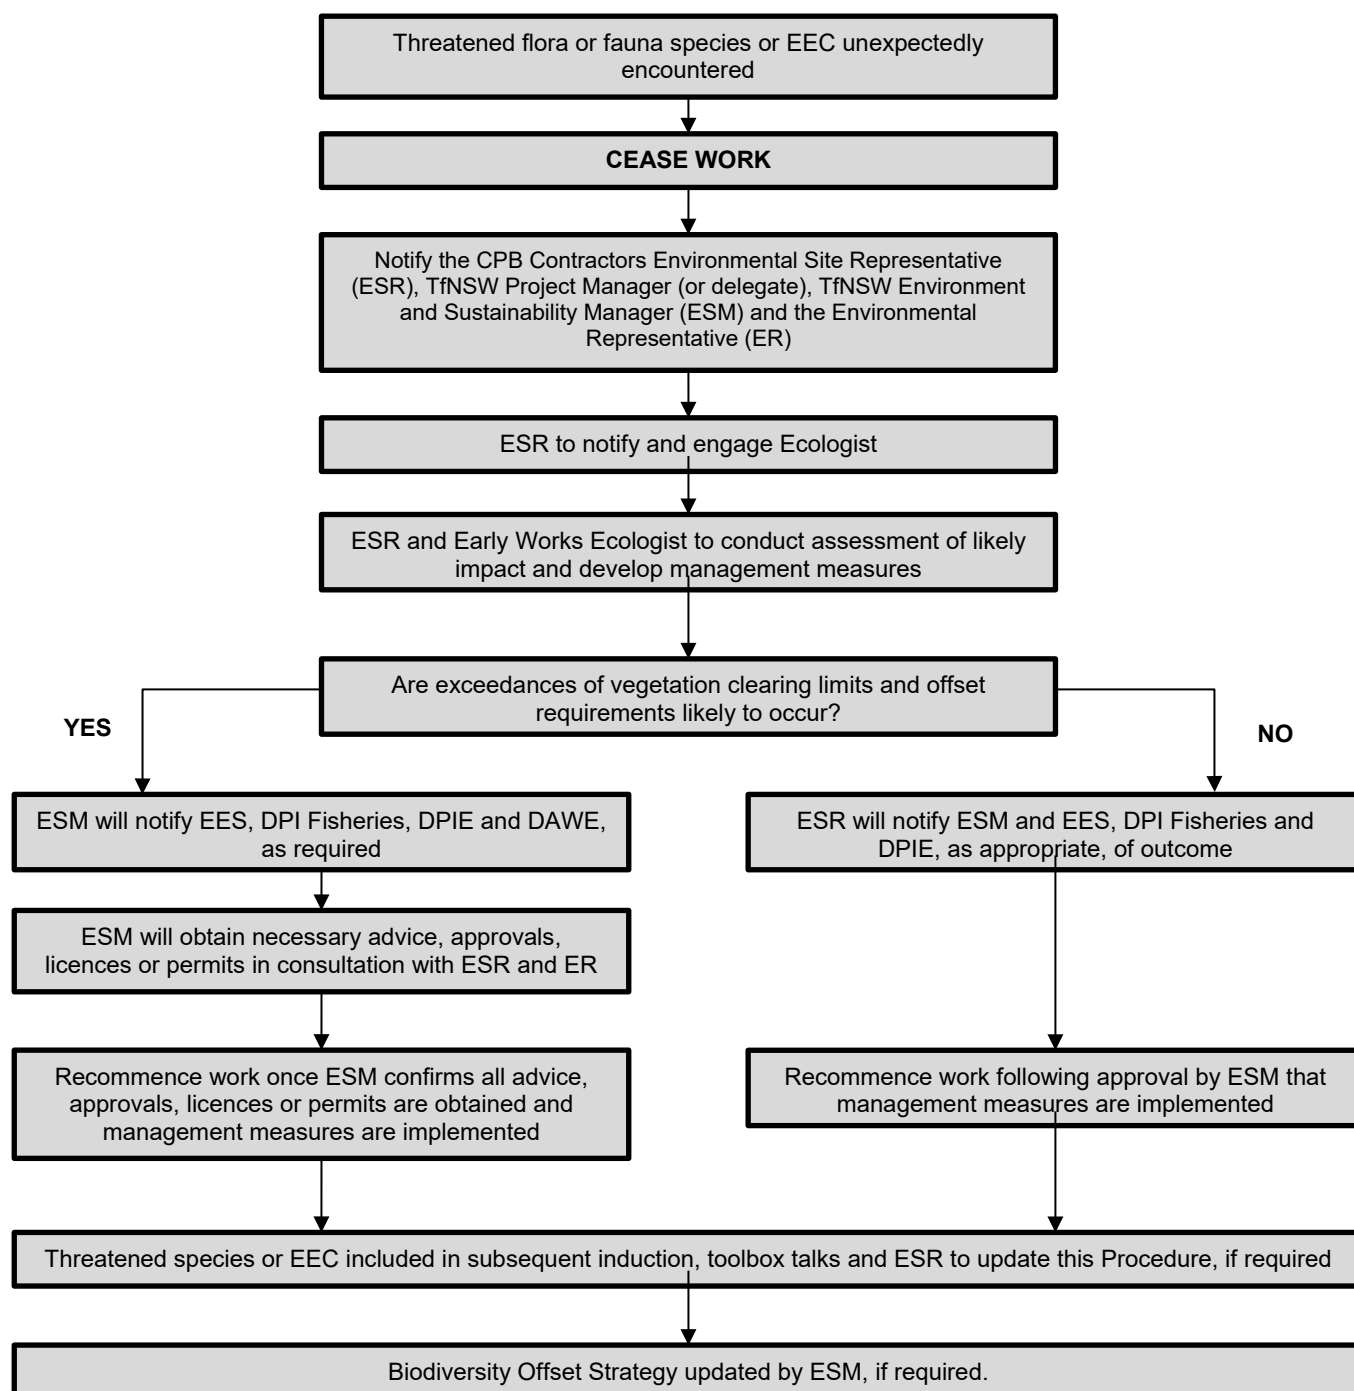 Threatened flora or fauna species or EEC unexpectedly
encountered
CEASE WORK
Notify the CPB Contractors Environmental Site Representative
(ESR), TfNSW Project Manager (or delegate), TfNSW Environment
and Sustainability Manager (ESM) and the Environmental
Representative (ER)
ESR to notify and engage Ecologist
ESR and Early Works Ecologist to conduct assessment of likely
impact and develop management measures
Are exceedances of vegetation clearing limits and offset
requirements likely to occur?
YES
NO
ESM will notify EES, DPI Fisheries, DPIE and DAWE,
as required
ESR will notify ESM and EES, DPI Fisheries and
DPIE, as appropriate, of outcome
ESM will obtain necessary advice, approvals,
licences or permits in consultation with ESR and ER
Recommence work once ESM confirms all advice,
approvals, licences or permits are obtained and
management measures are implemented
Recommence work following approval by ESM that
management measures are implemented
Threatened species or EEC included in subsequent induction, toolbox talks and ESR to update this Procedure, if required
Biodiversity Offset Strategy updated by ESM, if required.